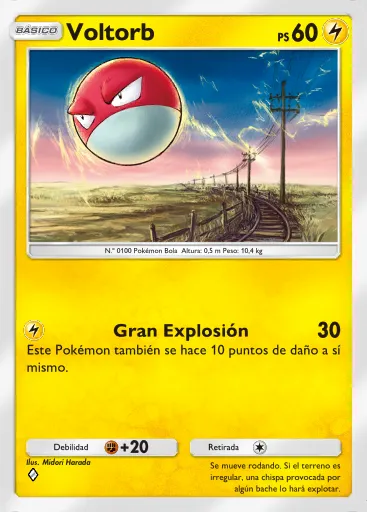 BÁSICO Voltorb PS 60
N.º 0100 Pokémon Bola Altura: 0,5 m Peso: 10,4 kg
Gran Explosión 30
Este Pokémon también se hace 10 puntos de daño a sí
mismo.
Debilidad +20 Retirada
Ilus. Midori Harada
Se mueve rodando. Si el terreno es
irregular, una chispa provocada por
algún bache lo hará explotar.